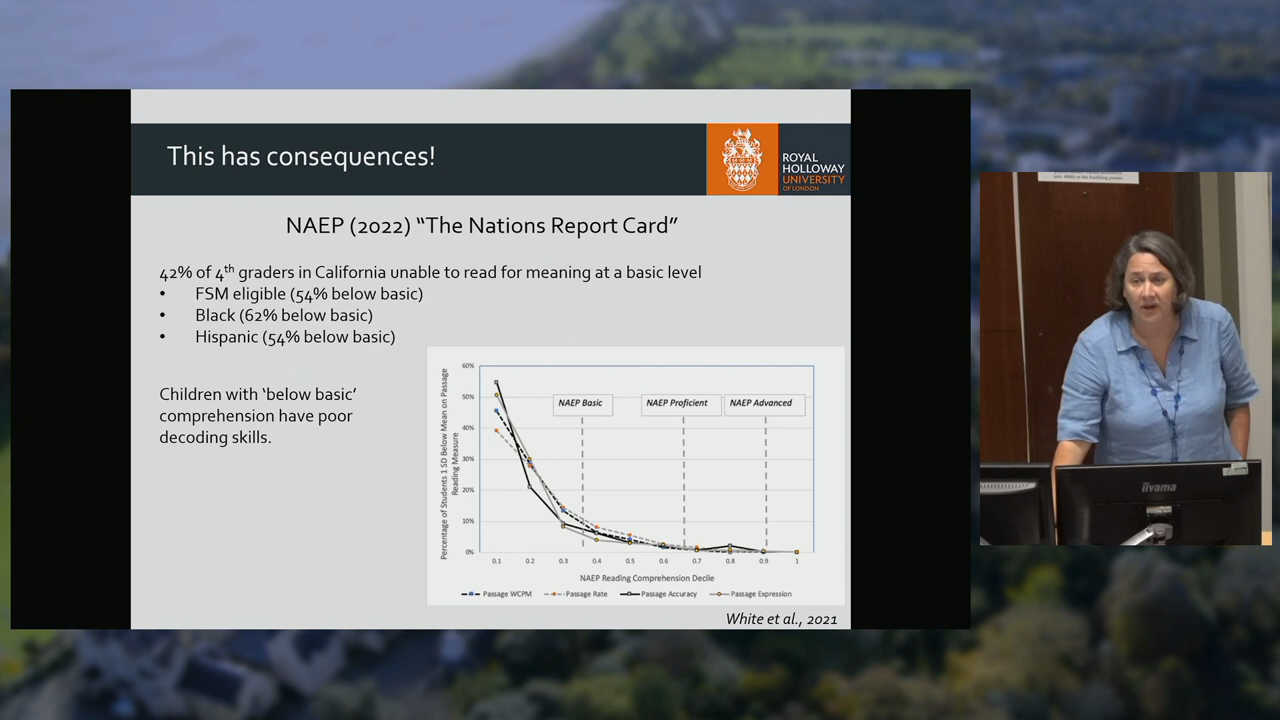 This has consequences!
ROYAL
HOLLOWAY
UNIVERSITY
OF LONDON
NAEP (2022) “The Nations Report Card”
42% of 4th graders in California unable to read for meaning at a basic level
• FSM eligible (54% below basic)
• Black (62% below basic)
• Hispanic (54% below basic)
Children with ‘below basic’
comprehension have poor
decoding skills.
Percentage of Students 1 SD Below Mean on Passage
Reading Measure
60%
50%
40%
30%
20%
10%
0%
NAEP Basic
NAEP Proficient
NAEP Advanced
0.1 0.2 0.3 0.4 0.5 0.6 0.7 0.8 0.9 1
NAEP Reading Comprehension Decile
Passage WCPM Passage Rate Passage Accuracy Passage Expression
White et al., 2021
iiyama